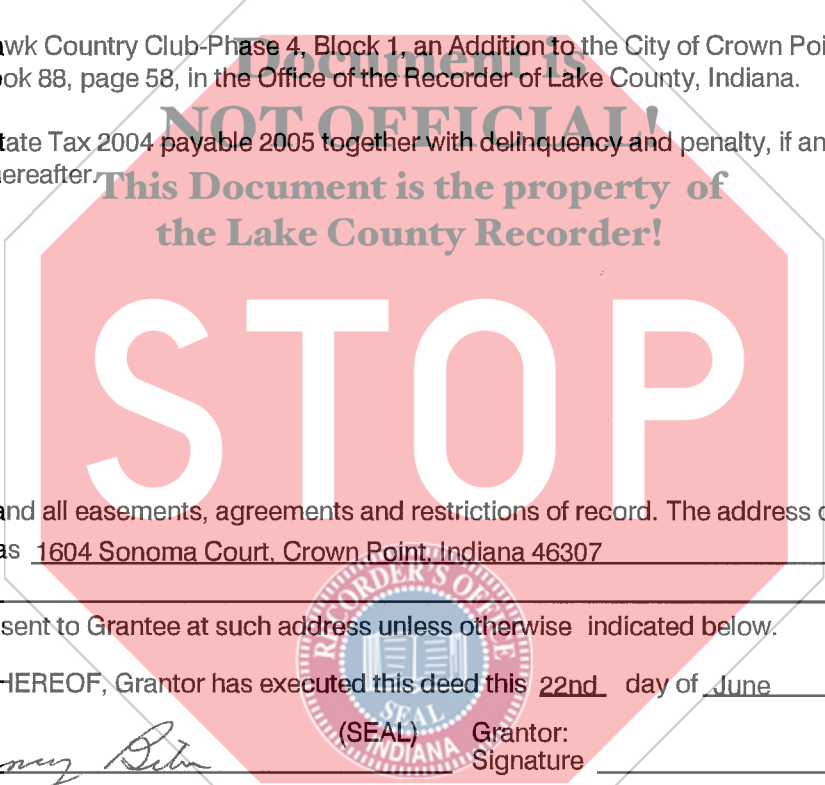 awk Country Club-Phase 4, Block 1, an Addition to the City of Crown Poi
Document is
ook 88, page 58, in the Office of the Recorder of Lake County, Indiana.
NOT OFFICIAL!
tate Tax 2004 payable 2005 together with delinquency and penalty, if an
hereafter.
This Document is the property of
the Lake County Recorder!
STOP
and all easements, agreements and restrictions of record. The address o
as 1604 Sonoma Court, Crown Point, Indiana 46307
RECORDER'S OFFICE
sent to Grantee at such address unless otherwise indicated below.
HEREOF, Grantor has executed this deed this 22nd day of June
SEAL
(SEAL) Grantor:
INDIANA
Signature